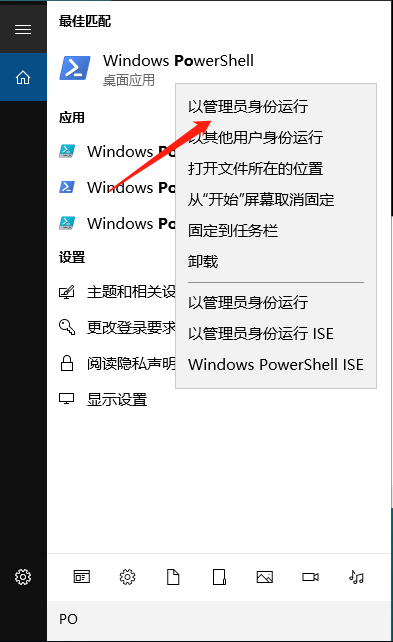 最佳匹配
Windows PowerShell
桌面应用
以管理员身份运行
应用
以其他用户身份运行
Windows Po
打开文件所在的位置
Windows Po
从“开始”屏幕取消固定
Windows Po
固定到任务栏
设置
卸载
主题和相关设
以管理员身份运行
更改登录要求
以管理员身份运行 ISE
阅读隐私声明
Windows PowerShell ISE
显示设置
PO